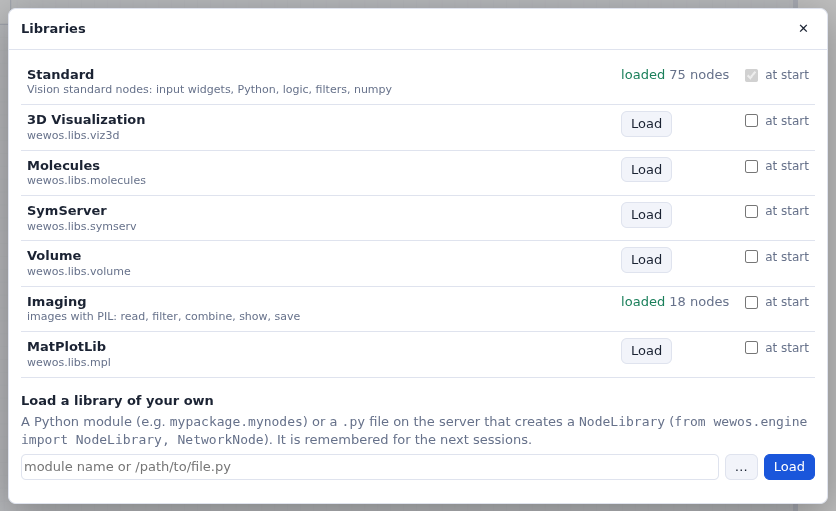 Libraries ✕
Standard loaded 75 nodes at start
Vision standard nodes: input widgets, Python, logic, filters, numpy
3D Visualization Load at start
wewos.libs.viz3d
Molecules Load at start
wewos.libs.molecules
SymServer Load at start
wewos.libs.symserv
Volume Load at start
wewos.libs.volume
Imaging loaded 18 nodes at start
images with PIL: read, filter, combine, show, save
MatPlotLib Load at start
wewos.libs.mpl
Load a library of your own
A Python module (e.g. mypackage.mynodes) or a .py file on the server that creates a NodeLibrary (from wewos.engine
import NodeLibrary, NetworkNode). It is remembered for the next sessions.
module name or /path/to/file.py ... Load